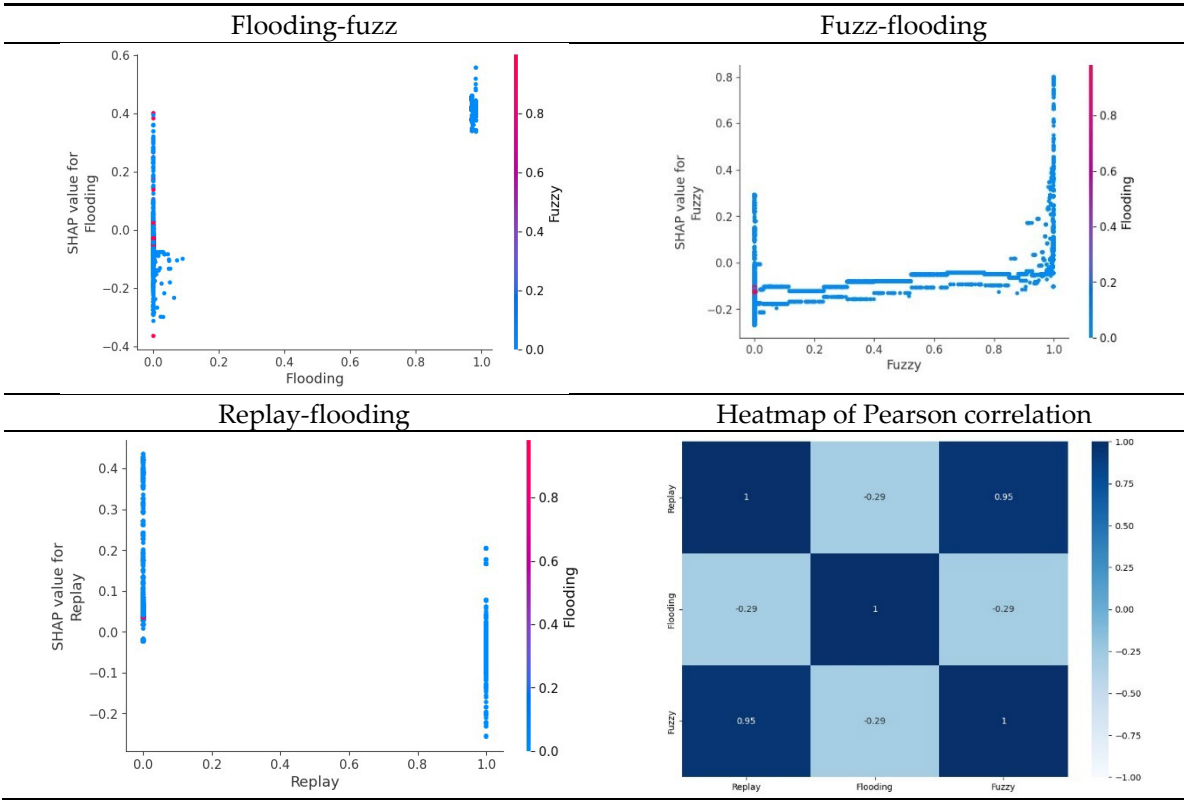 Flooding-fuzz
Fuzz-flooding
0.6
0.4
0.2
0.0
−0.2
−0.4
SHAP value for
Flooding
0.0 0.2 0.4 0.6 0.8 1.0
Flooding
0.8
0.6
0.4
0.2
0.0
Fuzzy
0.8
0.6
0.4
0.2
0.0
−0.2
SHAP value for
Fuzzy
0.0 0.2 0.4 0.6 0.8 1.0
Fuzzy
0.8
0.6
0.4
0.2
0.0
Flooding
Replay-flooding
Heatmap of Pearson correlation
0.4
0.3
0.2
0.1
0.0
−0.1
−0.2
SHAP value for
Replay
0.0 0.2 0.4 0.6 0.8 1.0
Replay
0.8
0.6
0.4
0.2
0.0
Flooding
Replay
1 -0.29 0.95
Flooding
-0.29 1 -0.29
Fuzzy
0.95 -0.29 1
Replay Flooding Fuzzy
1.00
0.75
0.50
0.25
0.00
−0.25
−0.50
−0.75
−1.00